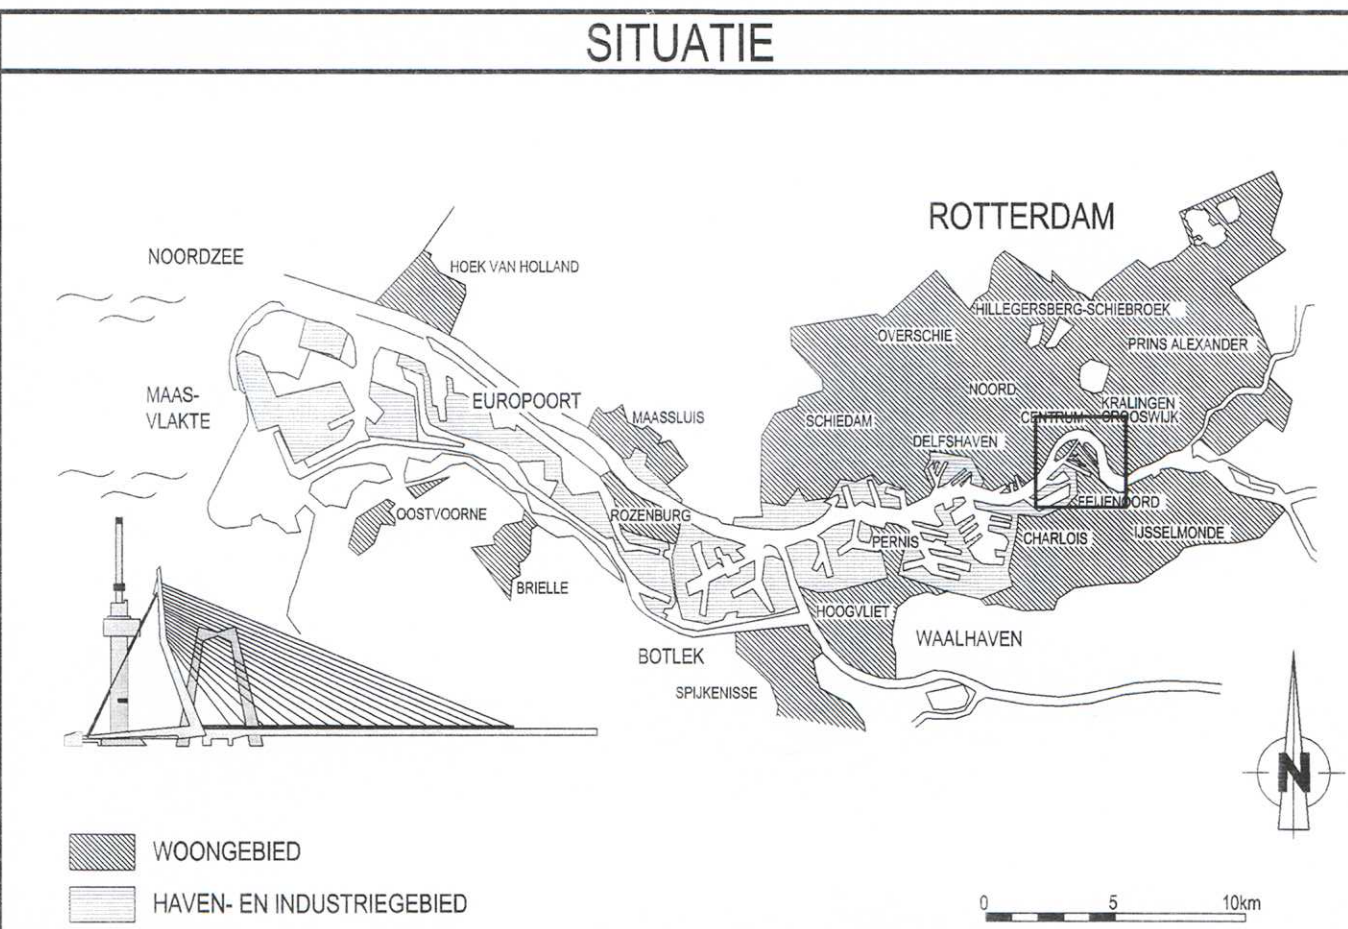 SITUATIE
ROTTERDAM
NOORDZEE
HOEK VAN HOLLAND
HILLEGERSBERG-SCHIEBROEK
OVERSCHIE
PRINS ALEXANDER
MAAS-
VLAKTE
EUROPOORT
NOORD
KRALINGEN
CROOSWIJK
MAASSLUIS
SCHIEDAM
CENTRUM
DELFSHAVEN
OOSTVOORNE
ROZENBURG
FEIJENOORD
PERNIS
CHARLOIS
IJSSELMONDE
BRIELLE
HOOGVLIET
WAALHAVEN
BOTLEK
SPIJKENISSE
N
WOONGEBIED
HAVEN- EN INDUSTRIEGEBIED
0 5 10km